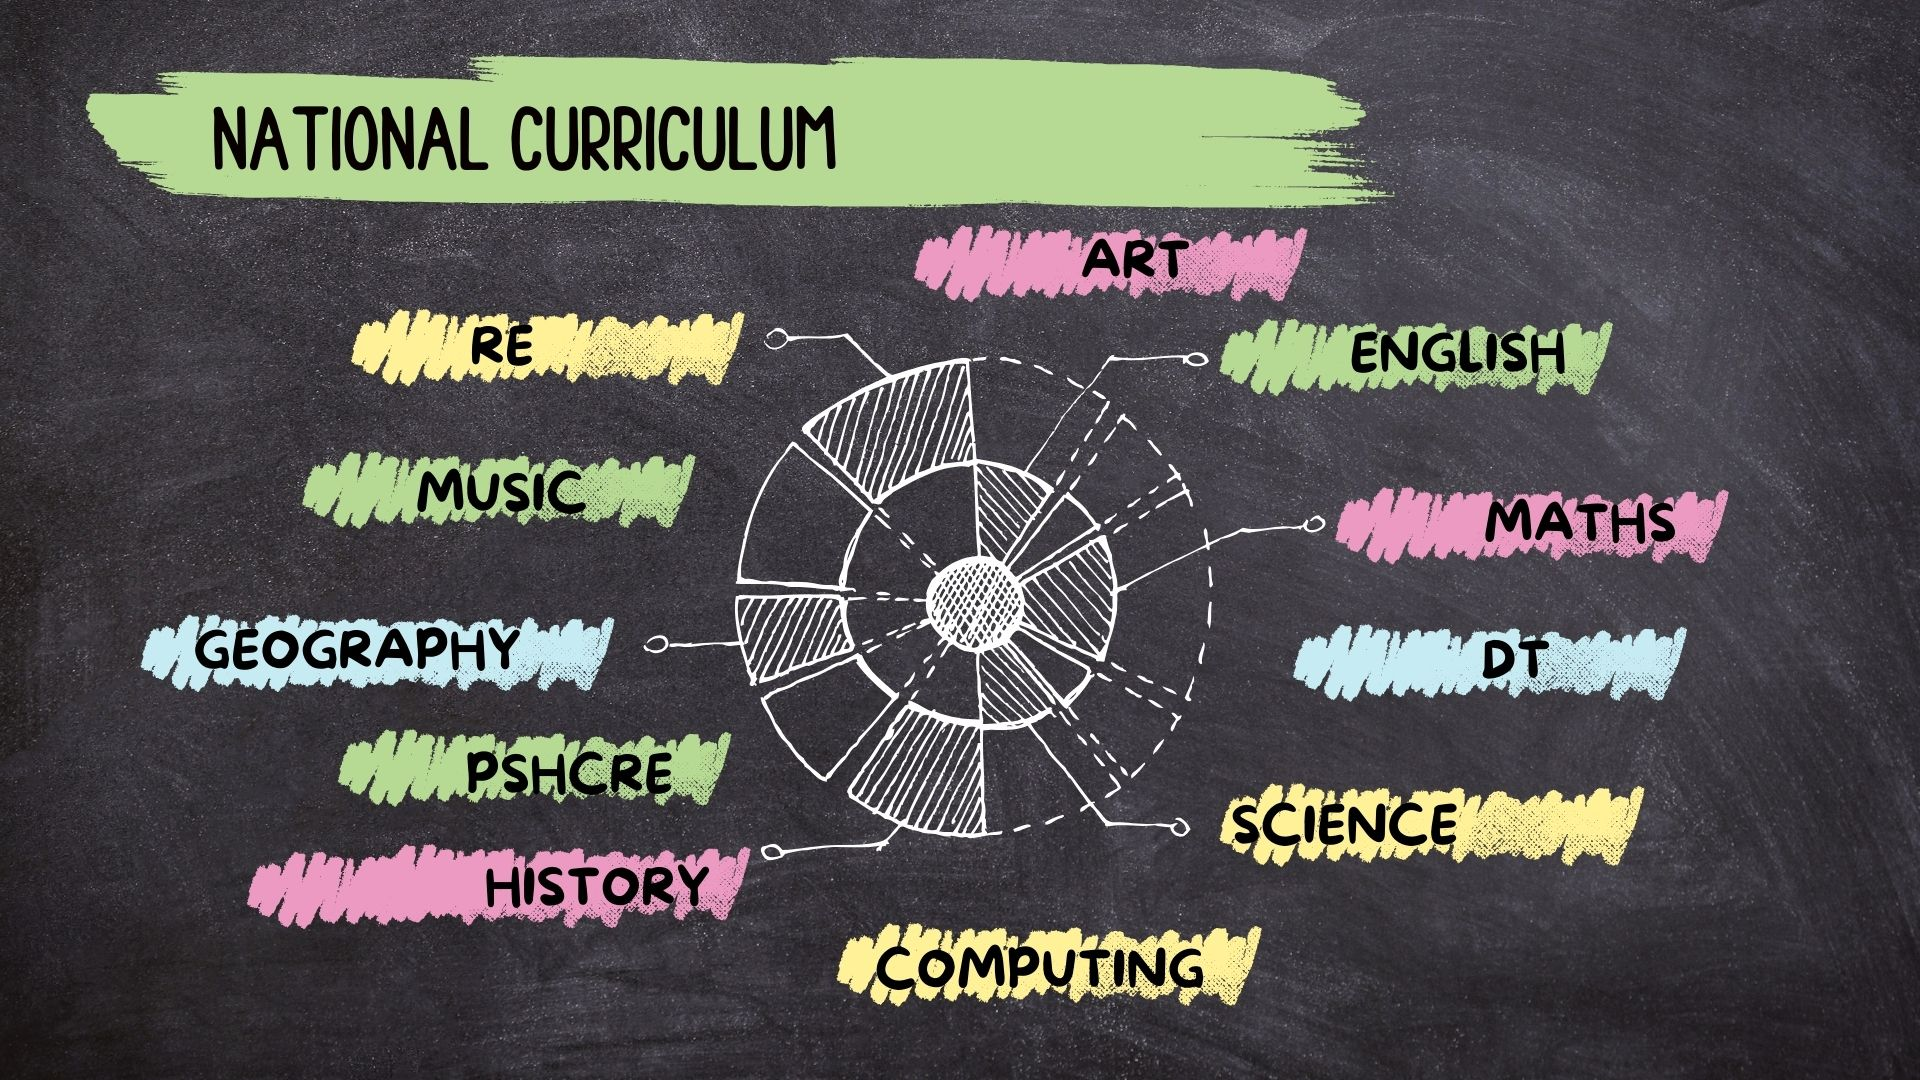 NATIONAL CURRICULUM
ART
RE
ENGLISH
MUSIC
MATHS
GEOGRAPHY
DT
PSHCRE
SCIENCE
HISTORY
COMPUTING